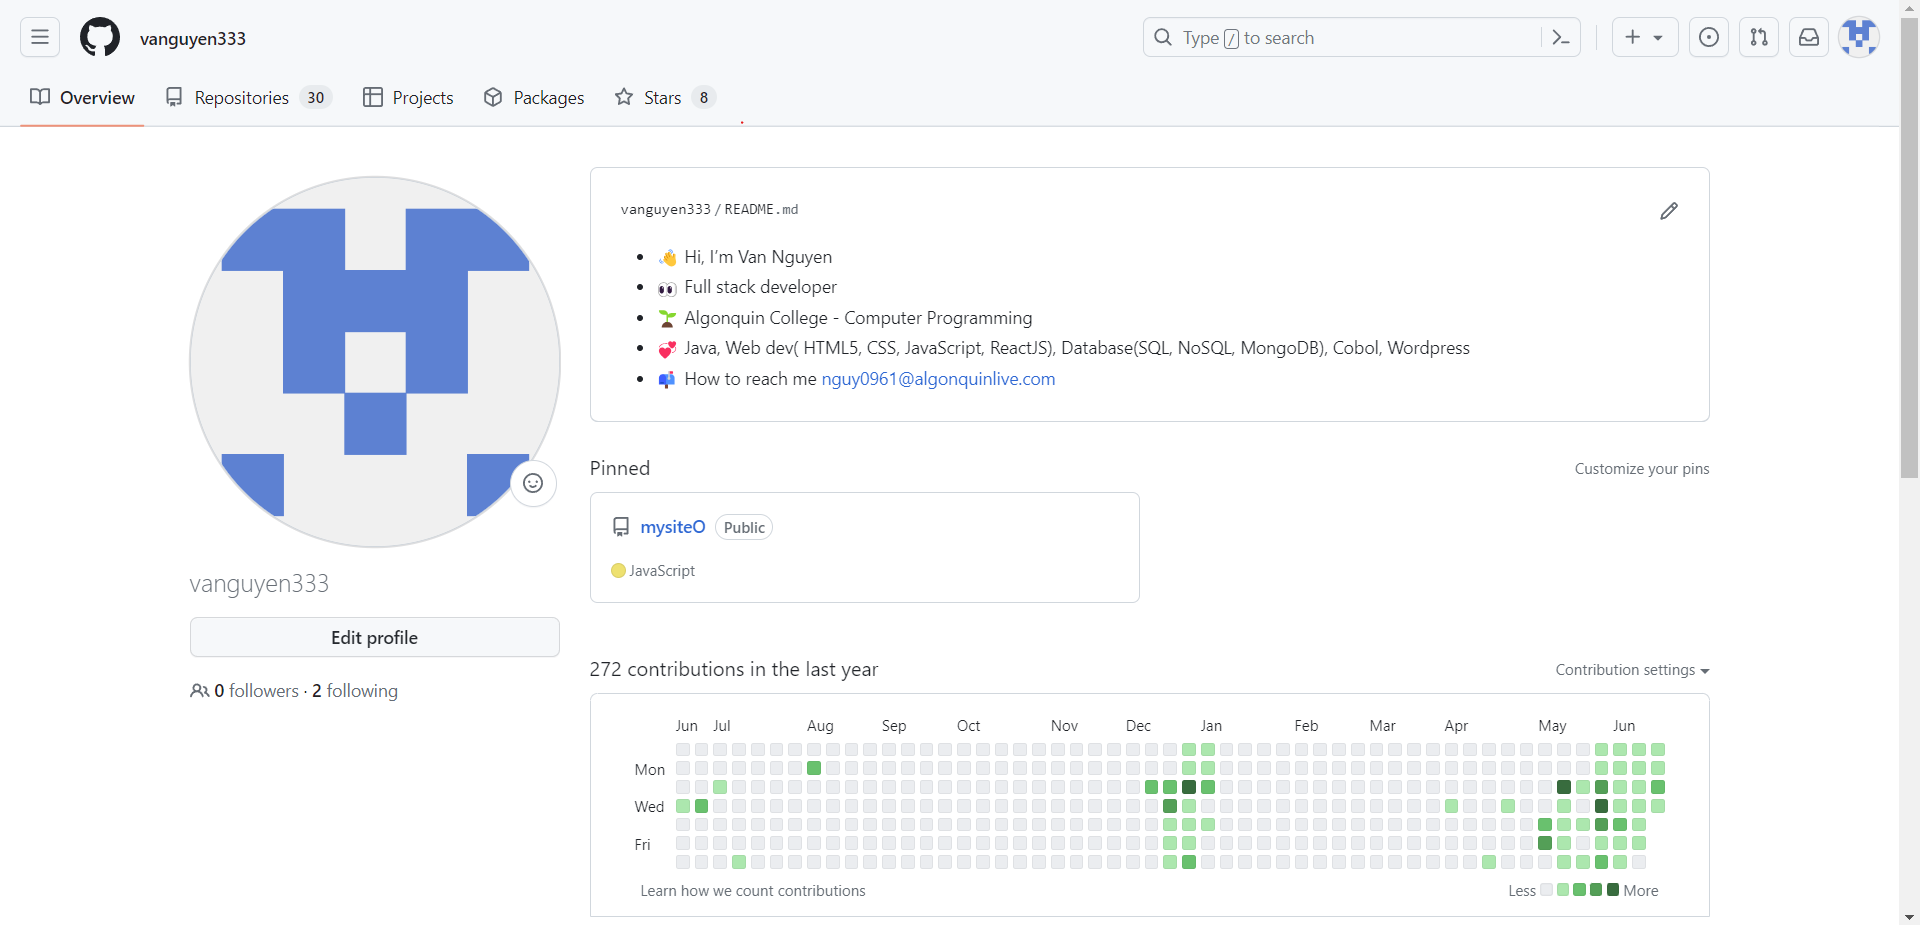 vanguyen333
Type / to search
Overview
Repositories 30
Projects
Packages
Stars 8
vanguyen333/README.md
👋 Hi, I’m Van Nguyen
👀 Full stack developer
🌱 Algonquin College - Computer Programming
💞️ Java, Web dev( HTML5, CSS, JavaScript, ReactJS), Database(SQL, NoSQL, MongoDB), Cobol, Wordpress
📫 How to reach me nguy0961@algonquinlive.com
Pinned
Customize your pins
mysiteO Public
JavaScript
vanguyen333
Edit profile
0 followers · 2 following
272 contributions in the last year
Contribution settings
Jun Jul Aug Sep Oct Nov Dec Jan Feb Mar Apr May Jun
Mon
Wed
Fri
Learn how we count contributions
Less More